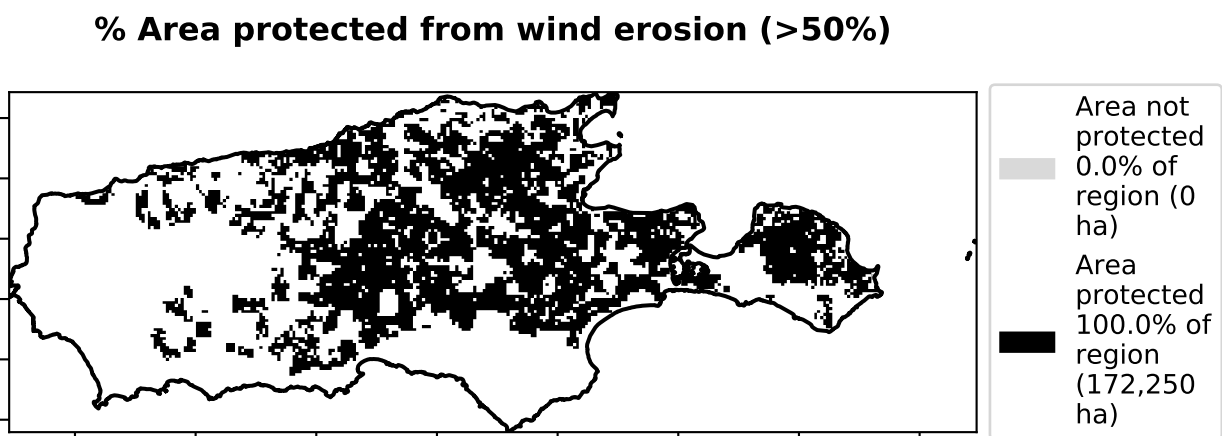 % Area protected from wind erosion (>50%)
Area not
protected
0.0% of
region (0
ha)
Area
protected
100.0% of
region
(172,250
ha)